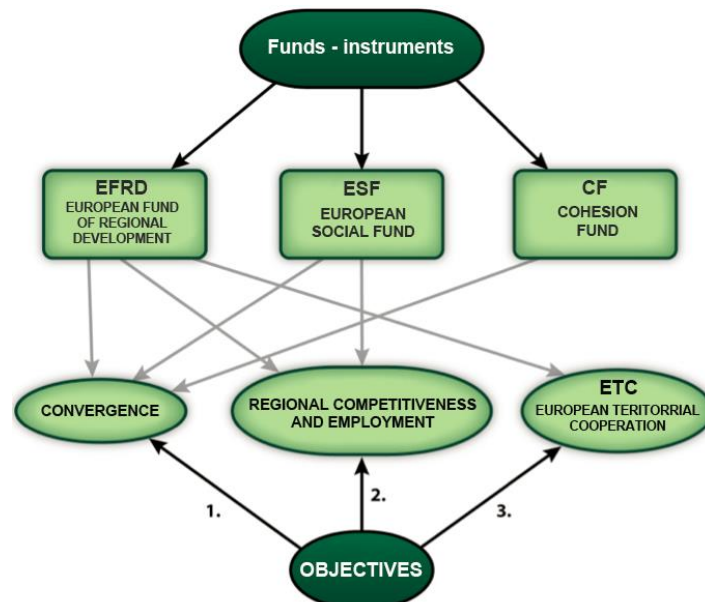 Funds - instruments
EFRD
EUROPEAN FUND
OF REGIONAL
DEVELOPMENT
ESF
EUROPEAN
SOCIAL FUND
CF
COHESION
FUND
CONVERGENCE
REGIONAL COMPETITIVENESS
AND EMPLOYMENT
ETC
EUROPEAN TERITORRIAL
COOPERATION
1.
2.
3.
OBJECTIVES